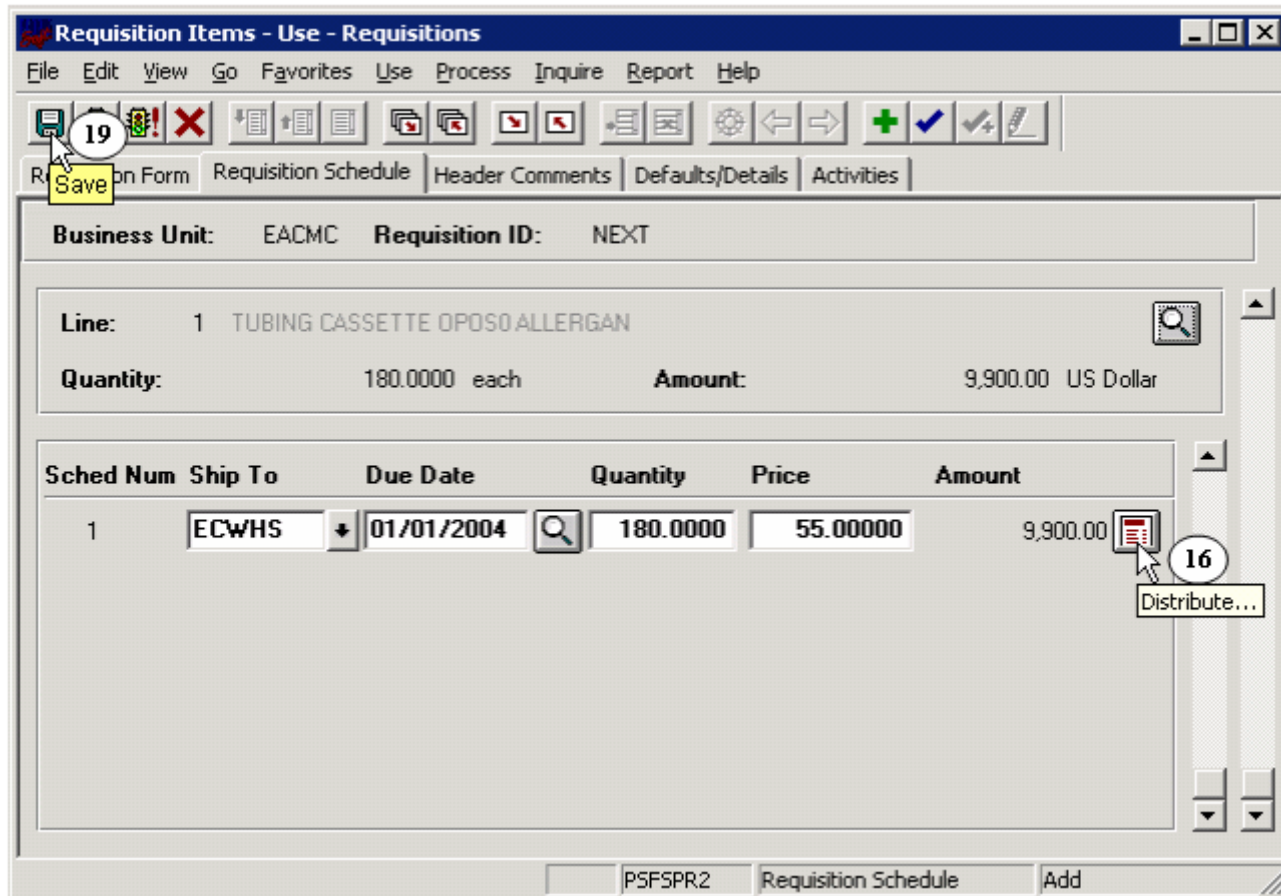 Requisition Items - Use - Requisitions
File Edit View Go Favorites Use Process Inquire Report Help
19
Save
on Form Requisition Schedule Header Comments Defaults/Details Activities
Business Unit: EACMC Requisition ID: NEXT
Line: 1 TUBING CASSETTE OPOS0 ALLERGAN
Quantity: 180.0000 each Amount: 9,900.00 US Dollar
Sched Num Ship To Due Date Quantity Price Amount
1 ECWHS 01/01/2004 180.0000 55.00000 9,900.00
16
Distribute...
PSFSPR2 Requisition Schedule Add